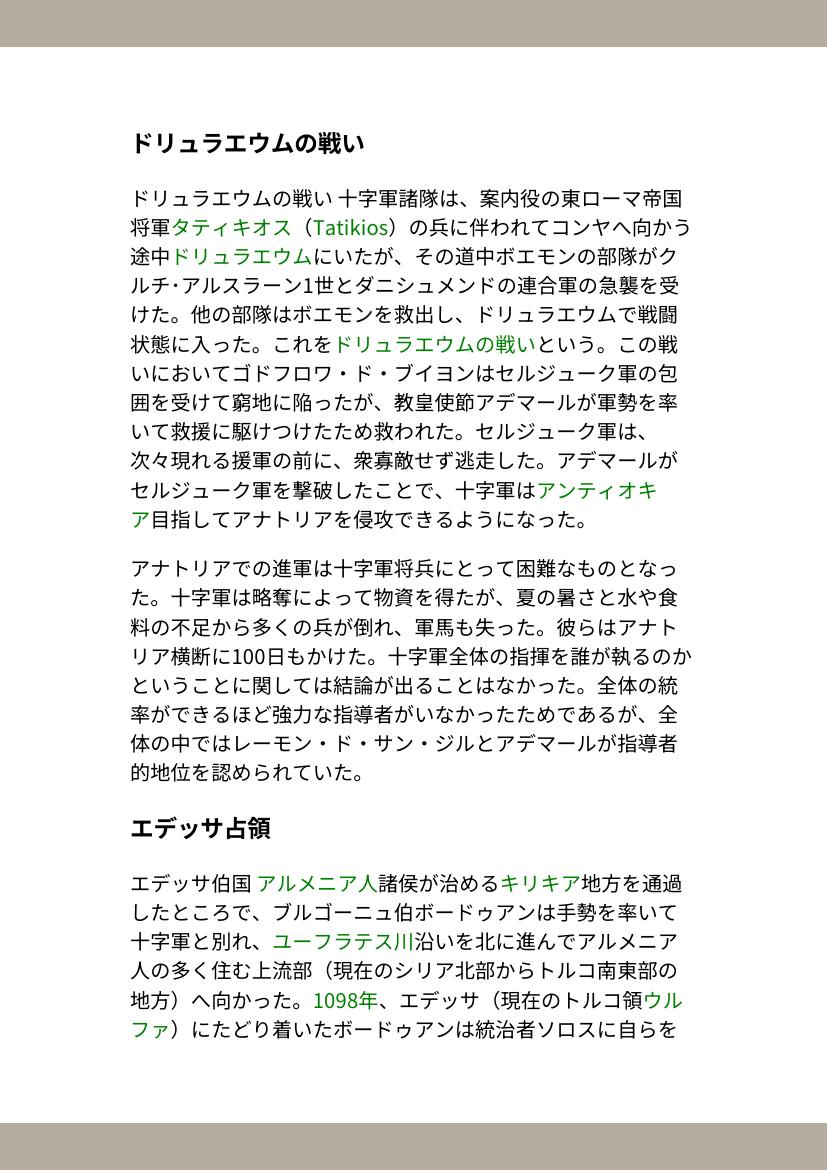 ドリュラエウムの戦い
ドリュラエウムの戦い 十字軍諸隊は、案内役の東ローマ帝国
将軍タティキオス（Tatikios）の兵に伴われてコンヤへ向かう
途中ドリュラエウムにいたが、その道中ボエモンの部隊がク
ルチ·アルスラーン1世とダニシュメンドの連合軍の急襲を受
けた。他の部隊はボエモンを救出し、ドリュラエウムで戦闘
状態に入った。これをドリュラエウムの戦いという。この戦
いにおいてゴドフロワ・ド・ブイヨンはセルジューク軍の包
囲を受けて窮地に陥ったが、教皇使節アデマールが軍勢を率
いて救援に駆けつけたため救われた。セルジューク軍は、
次々現れる援軍の前に、衆寡敵せず逃走した。アデマールが
セルジューク軍を撃破したことで、十字軍はアンティオキ
ア目指してアナトリアを侵攻できるようになった。
アナトリアでの進軍は十字軍将兵にとって困難なものとなっ
た。十字軍は略奪によって物資を得たが、夏の暑さと水や食
料の不足から多くの兵が倒れ、軍馬も失った。彼らはアナト
リア横断に100日もかけた。十字軍全体の指揮を誰が執るのか
ということに関しては結論が出ることはなかった。全体の統
率ができるほど強力な指導者がいなかったためであるが、全
体の中ではレーモン・ド・サン・ジルとアデマールが指導者
的地位を認められていた。
エデッサ占領
エデッサ伯国 アルメニア人諸侯が治めるキリキア地方を通過
したところで、ブルゴーニュ伯ボードゥアンは手勢を率いて
十字軍と別れ、ユーフラテス川沿いを北に進んでアルメニア
人の多く住む上流部（現在のシリア北部からトルコ南東部の
地方）へ向かった。1098年、エデッサ（現在のトルコ領ウル
ファ）にたどり着いたボードゥアンは統治者ソロスに自らを